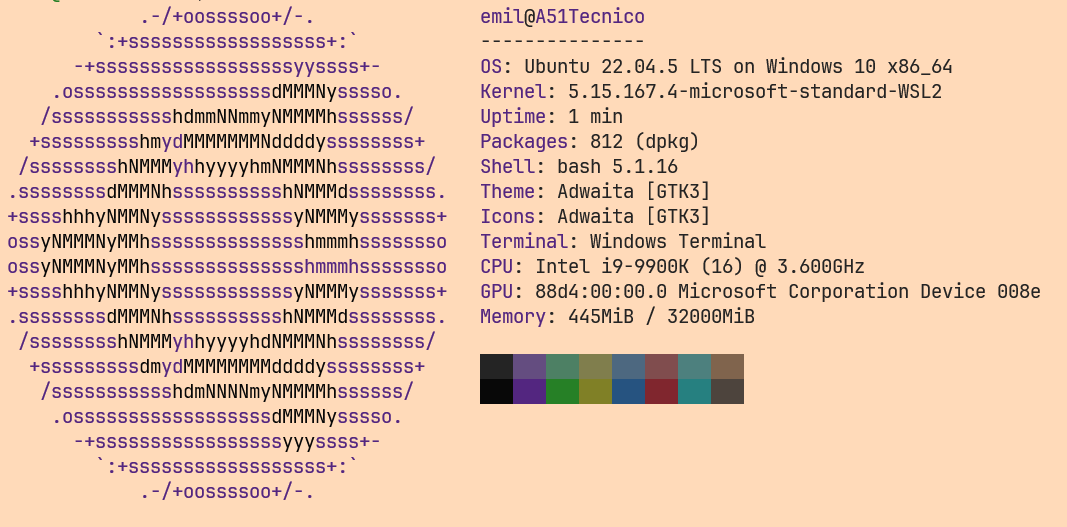 .-/+oossssoo+/-.               emil@A51Tecnico
        `:+ssssssssssssssssss+:`           ---------------
      -+ssssssssssssssssssyyssss+-         OS: Ubuntu 22.04.5 LTS on Windows 10 x86_64
    .ossssssssssssssssssdMMMNysssso.       Kernel: 5.15.167.4-microsoft-standard-WSL2
   /ssssssssssshdmmNNmmyNMMMMhssssss/      Uptime: 1 min
  +ssssssssshmydMMMMMMMNddddyssssssss+     Packages: 812 (dpkg)
 /sssssssshNMMMyhhyyyyhmNMMMNhssssssss/    Shell: bash 5.1.16
.ssssssssdMMMNhsssssssssshNMMMdssssssss.   Theme: Adwaita [GTK3]
+sssshhhyNMMNyssssssssssssyNMMMysssssss+   Icons: Adwaita [GTK3]
ossyNMMMNyMMhsssssssssssssshmmmhssssssso   Terminal: Windows Terminal
ossyNMMMNyMMhsssssssssssssshmmmhssssssso   CPU: Intel i9-9900K (16) @ 3.600GHz
+sssshhhyNMMNyssssssssssssyNMMMysssssss+   GPU: 88d4:00:00.0 Microsoft Corporation Device 008e
.ssssssssdMMMNhsssssssssshNMMMdssssssss.   Memory: 445MiB / 32000MiB
 /sssssssshNMMMyhhyyyyhdNMMMNhssssssss/
  +sssssssssdmydMMMMMMMMddddyssssssss+
   /ssssssssssshdmNNNNmyNMMMMhssssss/
    .ossssssssssssssssssdMMMNysssso.
      -+sssssssssssssssssyyyssss+-
        `:+ssssssssssssssssss+:`
            .-/+oossssoo+/-.